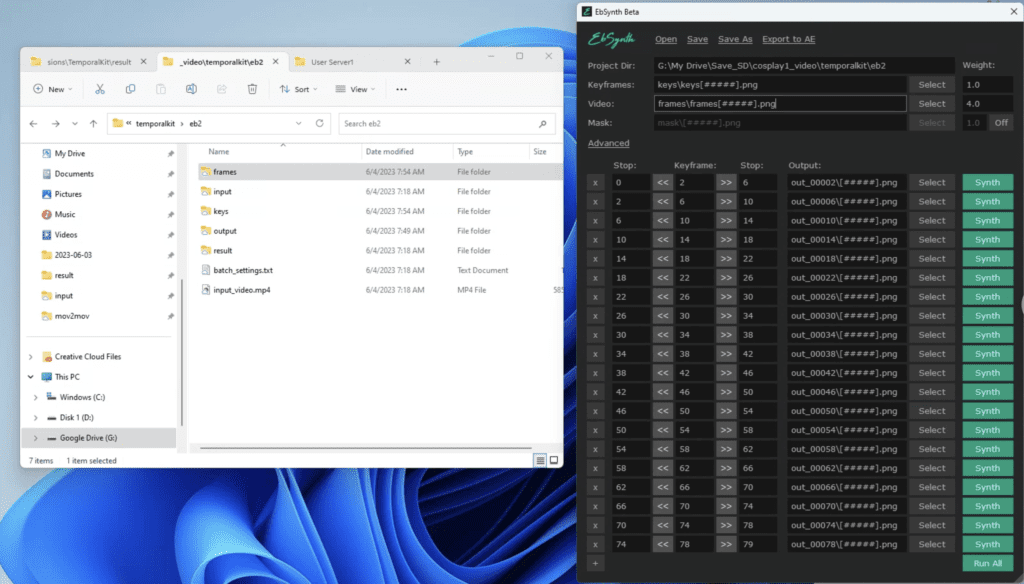 sions\TemporalKit\result
_video\temporalkit\eb2
User Server1
New
Sort
View
temporalkit > eb2
Search eb2
Name Date modified Type Size
My Drive
Documents
Pictures
Music
Videos
2023-06-03
result
input
mov2mov
Creative Cloud Files
This PC
Windows (C:)
Disk 1 (D:)
Google Drive (G:)
frames 6/4/2023 7:54 AM File folder
input 6/4/2023 7:18 AM File folder
keys 6/4/2023 7:54 AM File folder
output 6/4/2023 7:49 AM File folder
result 6/4/2023 7:18 AM File folder
batch_settings.txt 6/4/2023 7:18 AM Text Document 1
input_video.mp4 6/4/2023 7:18 AM MP4 File 585
7 items 1 item selected
EbSynth Beta
EbSynth Open Save Save As Export to AE
Project Dir: G:\My Drive\Save_SD\cosplay1_video\temporalkit\eb2 Weight:
Keyframes: keys\keys[#####].png Select 1.0
Video: frames\frames[#####].png Select 4.0
Mask: mask\[#####].png Select 1.0 Off
Advanced
Stop: Keyframe: Stop: Output:
x 0 << 2 >> 6 out_00002\[#####].png Select Synth
x 2 << 6 >> 10 out_00006\[#####].png Select Synth
x 6 << 10 >> 14 out_00010\[#####].png Select Synth
x 10 << 14 >> 18 out_00014\[#####].png Select Synth
x 14 << 18 >> 22 out_00018\[#####].png Select Synth
x 18 << 22 >> 26 out_00022\[#####].png Select Synth
x 22 << 26 >> 30 out_00026\[#####].png Select Synth
x 26 << 30 >> 34 out_00030\[#####].png Select Synth
x 30 << 34 >> 38 out_00034\[#####].png Select Synth
x 34 << 38 >> 42 out_00038\[#####].png Select Synth
x 38 << 42 >> 46 out_00042\[#####].png Select Synth
x 42 << 46 >> 50 out_00046\[#####].png Select Synth
x 46 << 50 >> 54 out_00050\[#####].png Select Synth
x 50 << 54 >> 58 out_00054\[#####].png Select Synth
x 54 << 58 >> 62 out_00058\[#####].png Select Synth
x 58 << 62 >> 66 out_00062\[#####].png Select Synth
x 62 << 66 >> 70 out_00066\[#####].png Select Synth
x 66 << 70 >> 74 out_00070\[#####].png Select Synth
x 70 << 74 >> 78 out_00074\[#####].png Select Synth
x 74 << 78 >> 79 out_00078\[#####].png Select Synth
+ Run All